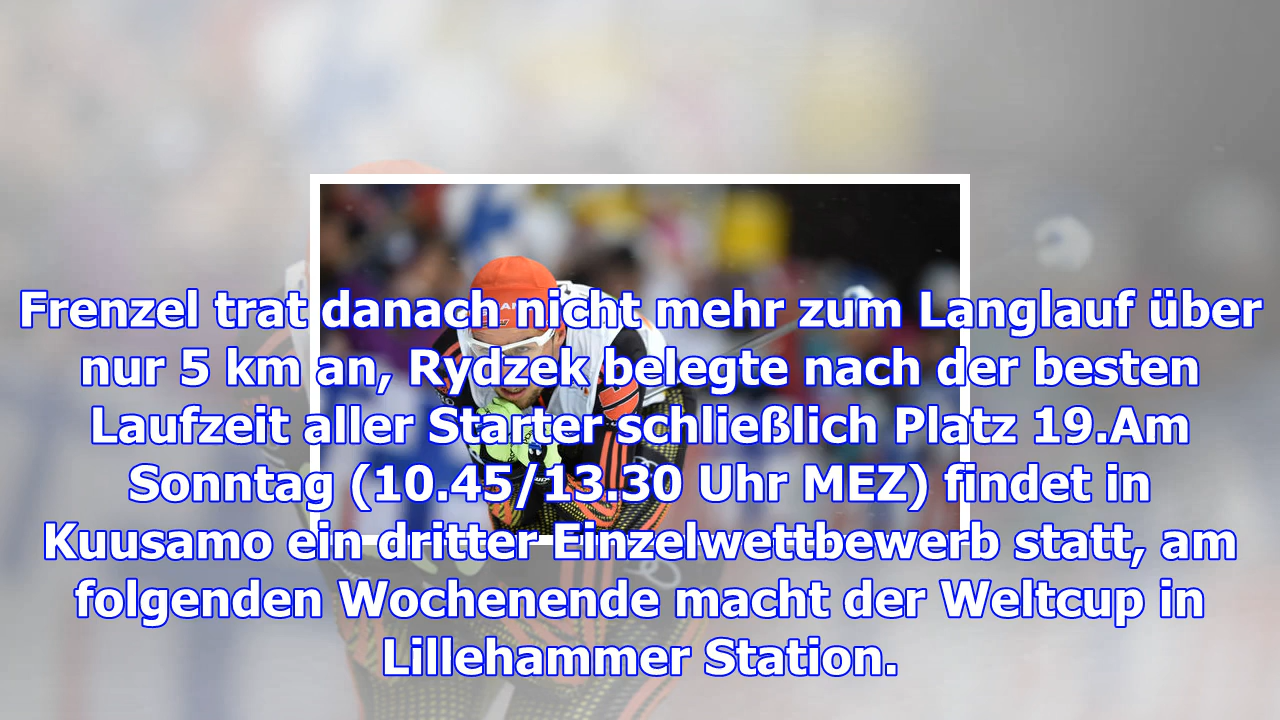 Frenzel trat danach nicht mehr zum Langlauf über
nur 5 km an, Rydzek belegte nach der besten
Laufzeit aller Starter schließlich Platz 19.Am
Sonntag (10.45/13.30 Uhr MEZ) findet in
Kuusamo ein dritter Einzelwettbewerb statt, am
folgenden Wochenende macht der Weltcup in
Lillehammer Station.